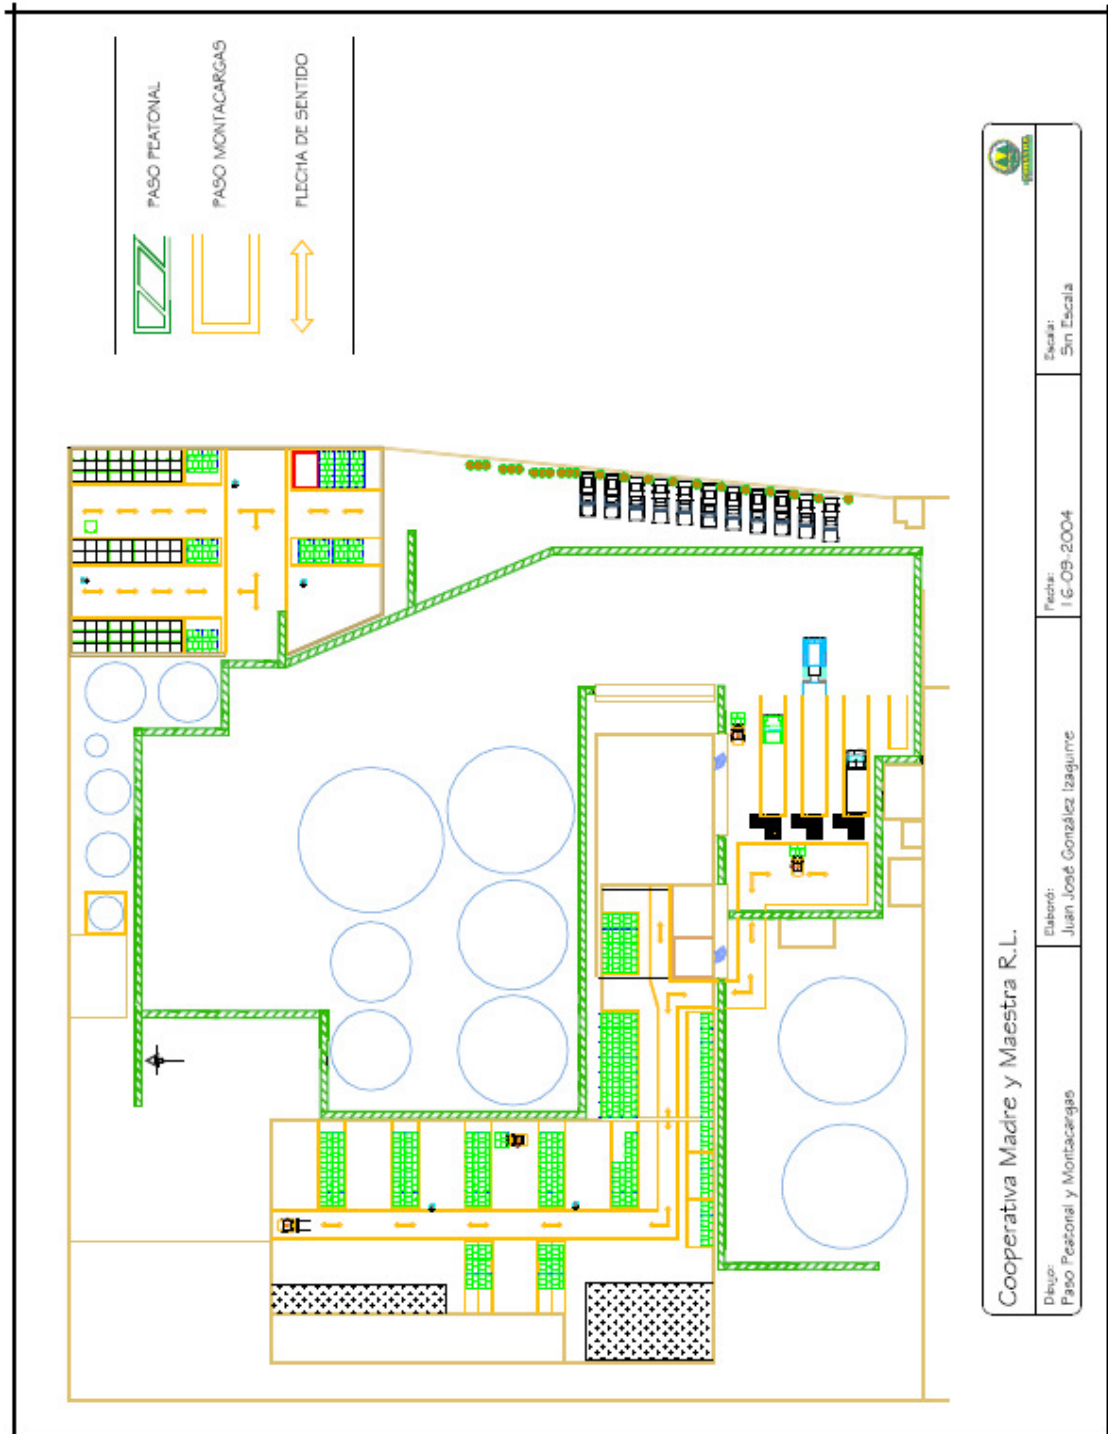 PASO PEATONAL
PASO MONTACARGAS
FLECHA DE SENTIDO
Cooperativa Madre y Maestra R.L.
Dibujo:
Paso Peatonal y Montacargas
Elaboró:
Juan José González Izaguirre
Fecha:
16-09-2004
Escala:
Sin Escala